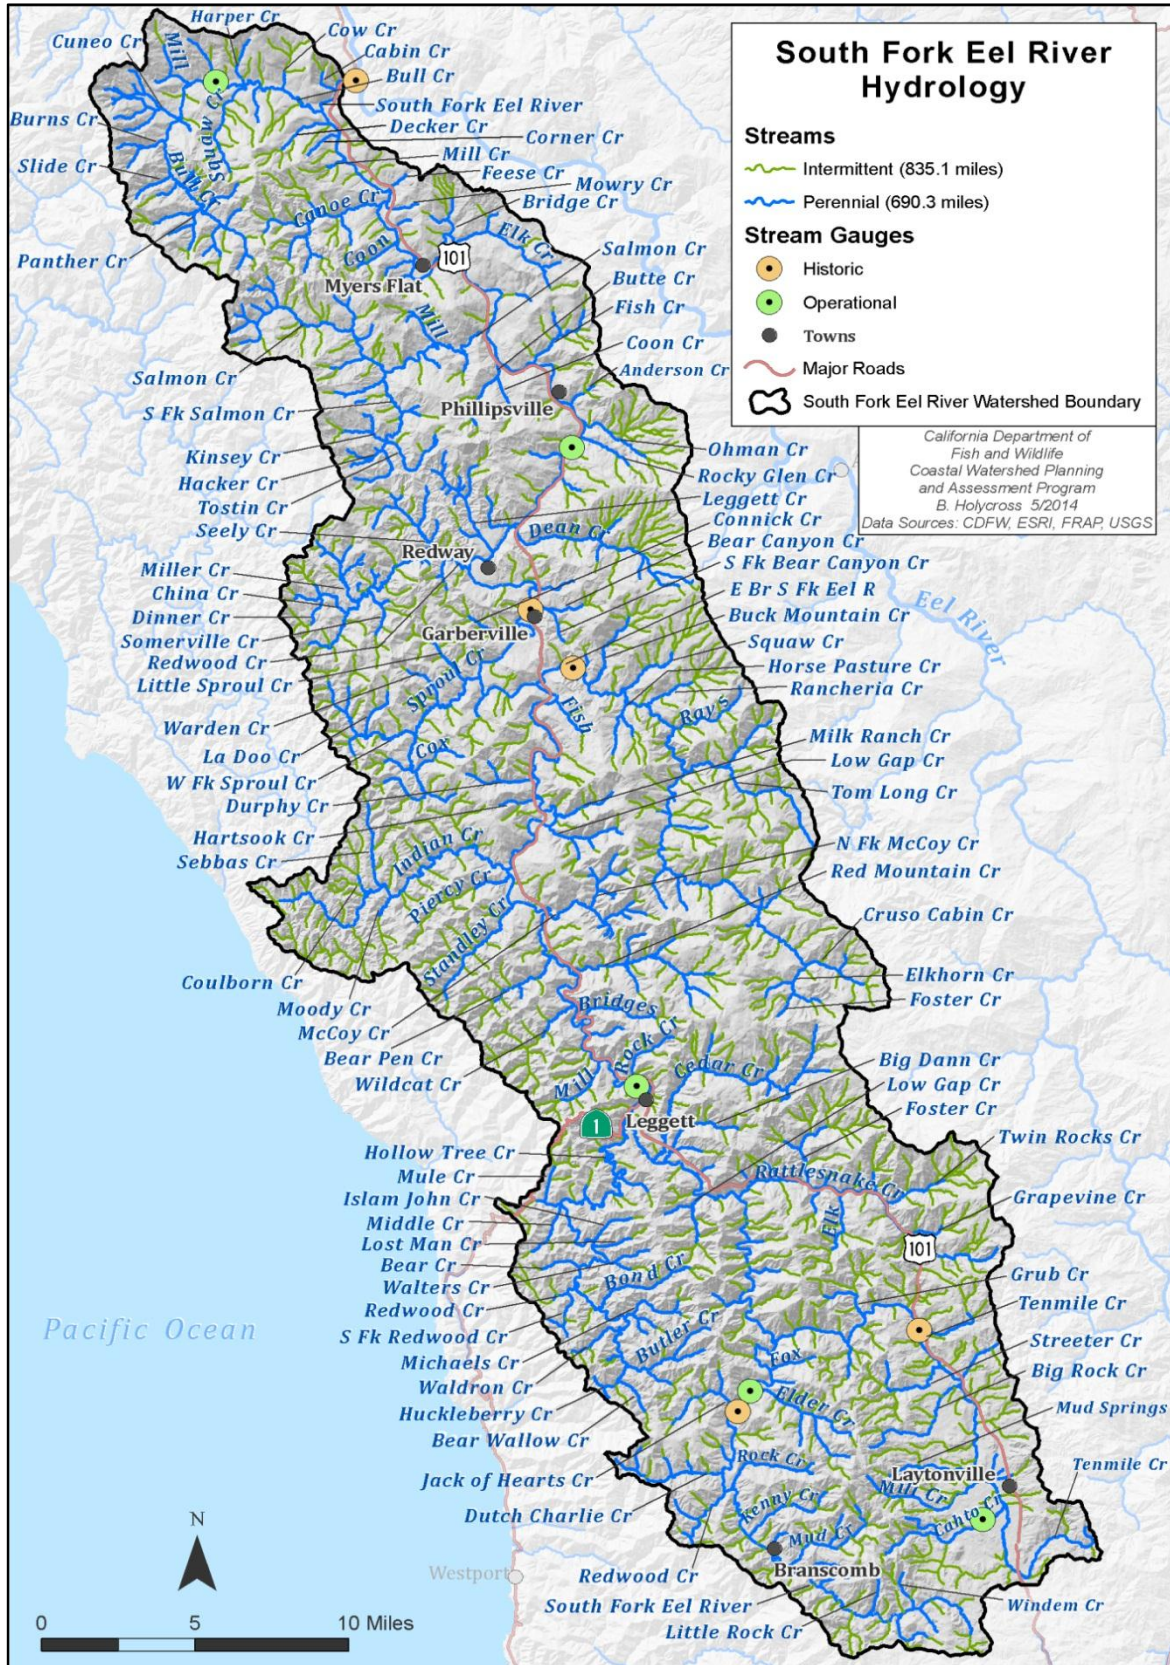 South Fork Eel River
Hydrology
Streams
Intermittent (835.1 miles)
Perennial (690.3 miles)
Stream Gauges
Historic
Operational
Towns
Major Roads
South Fork Eel River Watershed Boundary
California Department of
Fish and Wildlife
Coastal Watershed Planning
and Assessment Program
B. Holycross 5/2014
Data Sources: CDFW, ESRI, FRAP, USGS
Harper Cr
Cow Cr
Cuneo Cr
Mill
Cabin Cr
Bull Cr
South Fork Eel River
Decker Cr
Corner Cr
Burns Cr
Squaw Cr
Mill Cr
Feese Cr
Slide Cr
Bull Cr
Mowry Cr
Bridge Cr
Canoe Cr
Elk Cr
Panther Cr
Coon
101
Salmon Cr
Myers Flat
Butte Cr
Mill
Fish Cr
Coon Cr
Salmon Cr
Anderson Cr
S Fk Salmon Cr
Phillipsville
Kinsey Cr
Ohman Cr
Hacker Cr
Rocky Glen Cr
Tostin Cr
Leggett Cr
Seely Cr
Dean Cr
Connick Cr
Redway
Bear Canyon Cr
Miller Cr
S Fk Bear Canyon Cr
China Cr
E Br S Fk Eel R
Dinner Cr
Buck Mountain Cr
Eel River
Somerville Cr
Garberville
Squaw Cr
Redwood Cr
Horse Pasture Cr
Little Sproul Cr
Sproul Cr
Rancheria Cr
Warden Cr
Fish
Rays
La Doo Cr
Cox
Milk Ranch Cr
W Fk Sproul Cr
Low Gap Cr
Durphy Cr
Tom Long Cr
Hartsook Cr
Indian Cr
N Fk McCoy Cr
Sebbas Cr
Red Mountain Cr
Piercy Cr
Standley Cr
Cruso Cabin Cr
Coulborn Cr
Elkhorn Cr
Moody Cr
Bridges
Foster Cr
McCoy Cr
Bear Pen Cr
Rock Cr
Big Dann Cr
Wildcat Cr
Mill
Cedar Cr
Low Gap Cr
Leggett
Foster Cr
1
Hollow Tree Cr
Twin Rocks Cr
Mule Cr
Rattlesnake Cr
Islam John Cr
Grapevine Cr
Middle Cr
Elk
Lost Man Cr
101
Bear Cr
Walters Cr
Bond Cr
Grub Cr
Redwood Cr
Tenmile Cr
Pacific Ocean
S Fk Redwood Cr
Butler Cr
Streeter Cr
Michaels Cr
Fox
Big Rock Cr
Waldron Cr
Elder Cr
Huckleberry Cr
Mud Springs
Bear Wallow Cr
Rock Cr
Tenmile Cr
Jack of Hearts Cr
Laytonville
Mill Cr
Dutch Charlie Cr
Kenny Cr
Cahto Cr
Mud Cr
N
Branscomb
Westport
Redwood Cr
South Fork Eel River
Windem Cr
Little Rock Cr
0 5 10 Miles